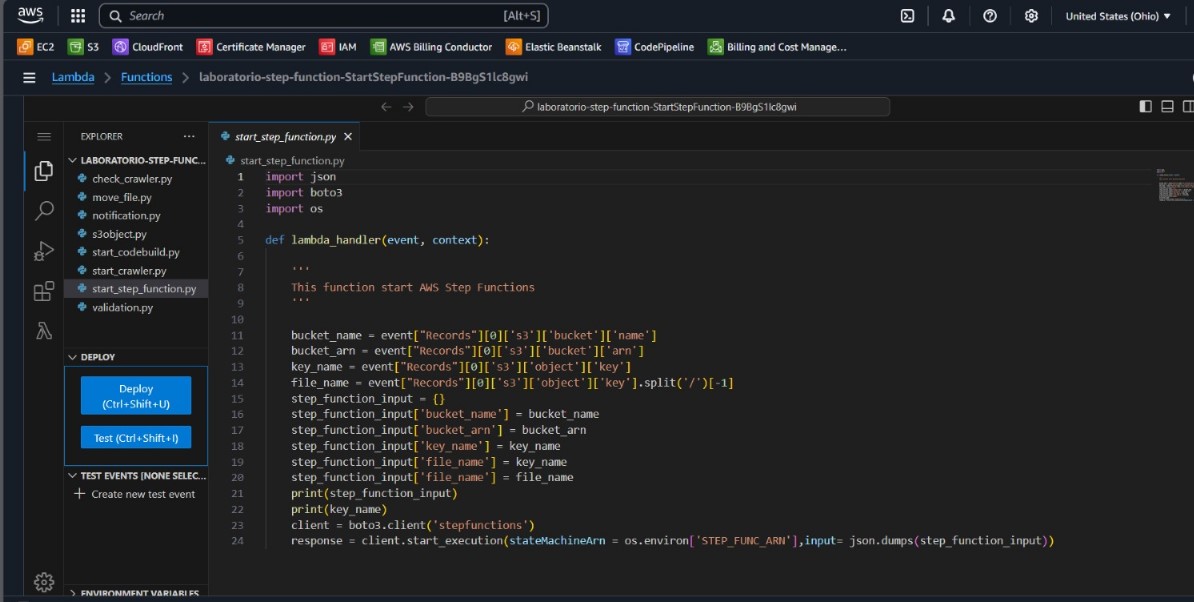 aws
Search [Alt+S]
United States (Ohio)
EC2 S3 CloudFront Certificate Manager IAM AWS Billing Conductor Elastic Beanstalk CodePipeline Billing and Cost Manage...
Lambda > Functions > laboratorio-step-function-StartStepFunction-B9BgS1lc8gwi
laboratorio-step-function-StartStepFunction-B9BgS1lc8gwi
EXPLORER ...
LABORATORIO-STEP-FUNC...
check_crawler.py
move_file.py
notification.py
s3object.py
start_codebuild.py
start_crawler.py
start_step_function.py
validation.py
DEPLOY
Deploy
(Ctrl+Shift+U)
Test (Ctrl+Shift+I)
TEST EVENTS [NONE SELEC...
Create new test event
ENVIRONMENT VARIABLES
start_step_function.py
start_step_function.py
1 import json
2 import boto3
3 import os
4
5 def lambda_handler(event, context):
6
7 '''
8 This function start AWS Step Functions
9 '''
10
11 bucket_name = event["Records"][0]['s3']['bucket']['name']
12 bucket_arn = event["Records"][0]['s3']['bucket']['arn']
13 key_name = event["Records"][0]['s3']['object']['key']
14 file_name = event["Records"][0]['s3']['object']['key'].split('/')[-1]
15 step_function_input = {}
16 step_function_input['bucket_name'] = bucket_name
17 step_function_input['bucket_arn'] = bucket_arn
18 step_function_input['key_name'] = key_name
19 step_function_input['file_name'] = key_name
20 step_function_input['file_name'] = file_name
21 print(step_function_input)
22 print(key_name)
23 client = boto3.client('stepfunctions')
24 response = client.start_execution(stateMachineArn = os.environ['STEP_FUNC_ARN'],input= json.dumps(step_function_input))